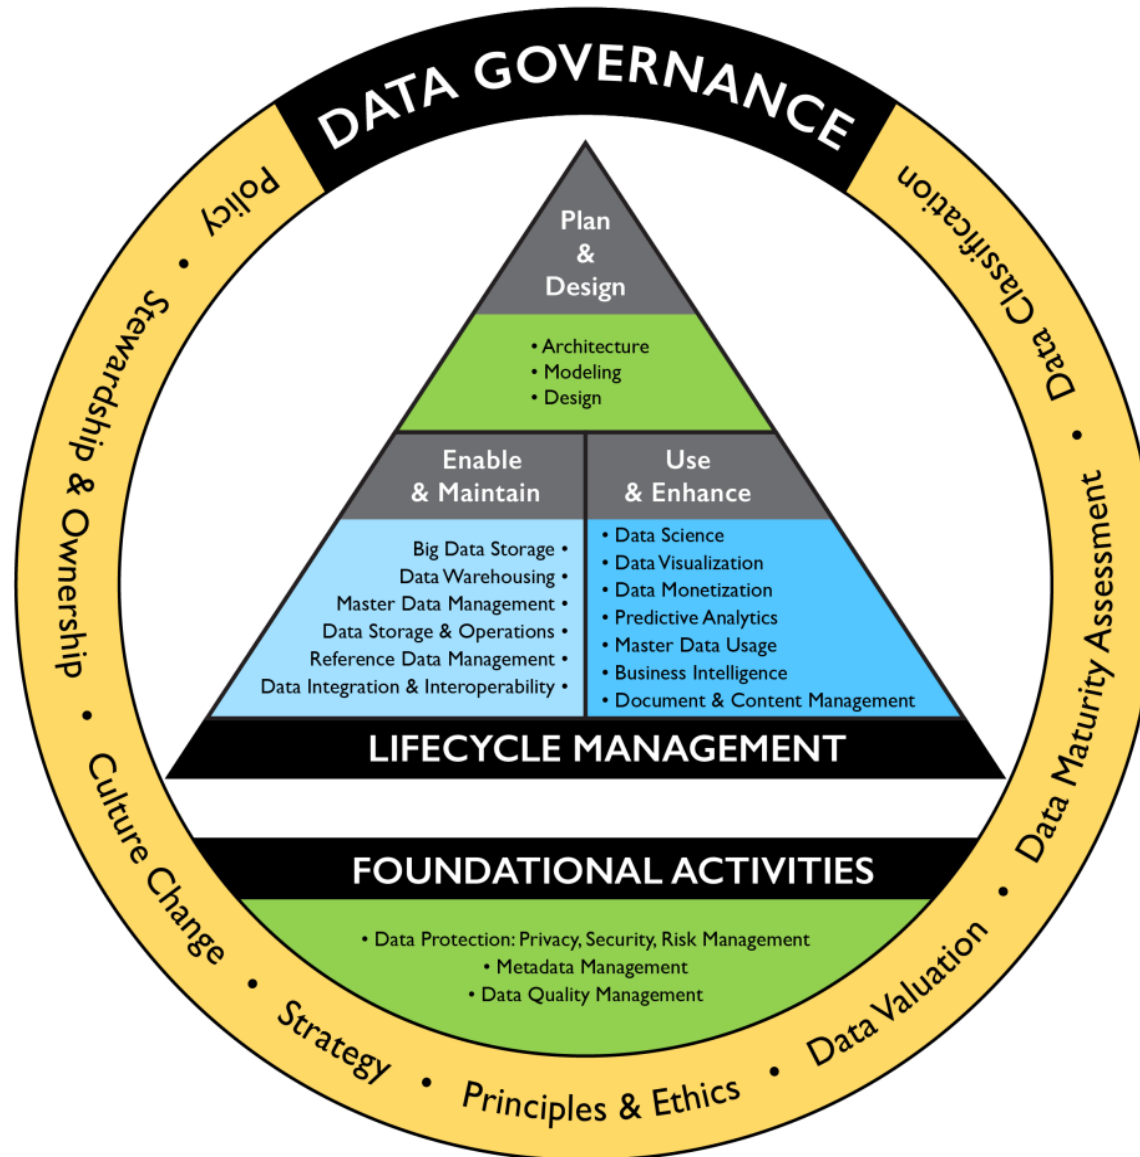 DATA GOVERNANCE
Policy • Stewardship & Ownership • Culture Change • Strategy • Principles & Ethics • Data Valuation • Data Maturity Assessment • Data Classification
Plan
&
Design
• Architecture
• Modeling
• Design
Enable
& Maintain
Big Data Storage •
Data Warehousing •
Master Data Management •
Data Storage & Operations •
Reference Data Management •
Data Integration & Interoperability •
Use
& Enhance
• Data Science
• Data Visualization
• Data Monetization
• Predictive Analytics
• Master Data Usage
• Business Intelligence
• Document & Content Management
LIFECYCLE MANAGEMENT
FOUNDATIONAL ACTIVITIES
• Data Protection: Privacy, Security, Risk Management
• Metadata Management
• Data Quality Management